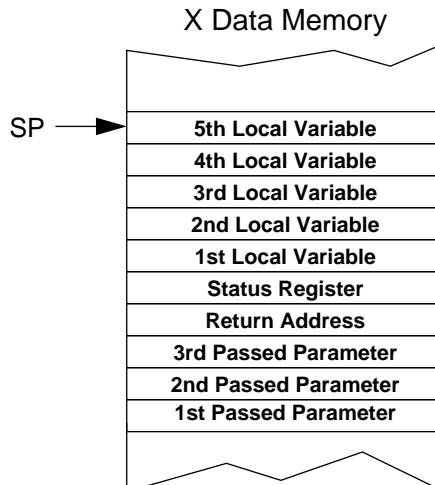 X Data Memory
SP
5th Local Variable
4th Local Variable
3rd Local Variable
2nd Local Variable
1st Local Variable
Status Register
Return Address
3rd Passed Parameter
2nd Passed Parameter
1st Passed Parameter